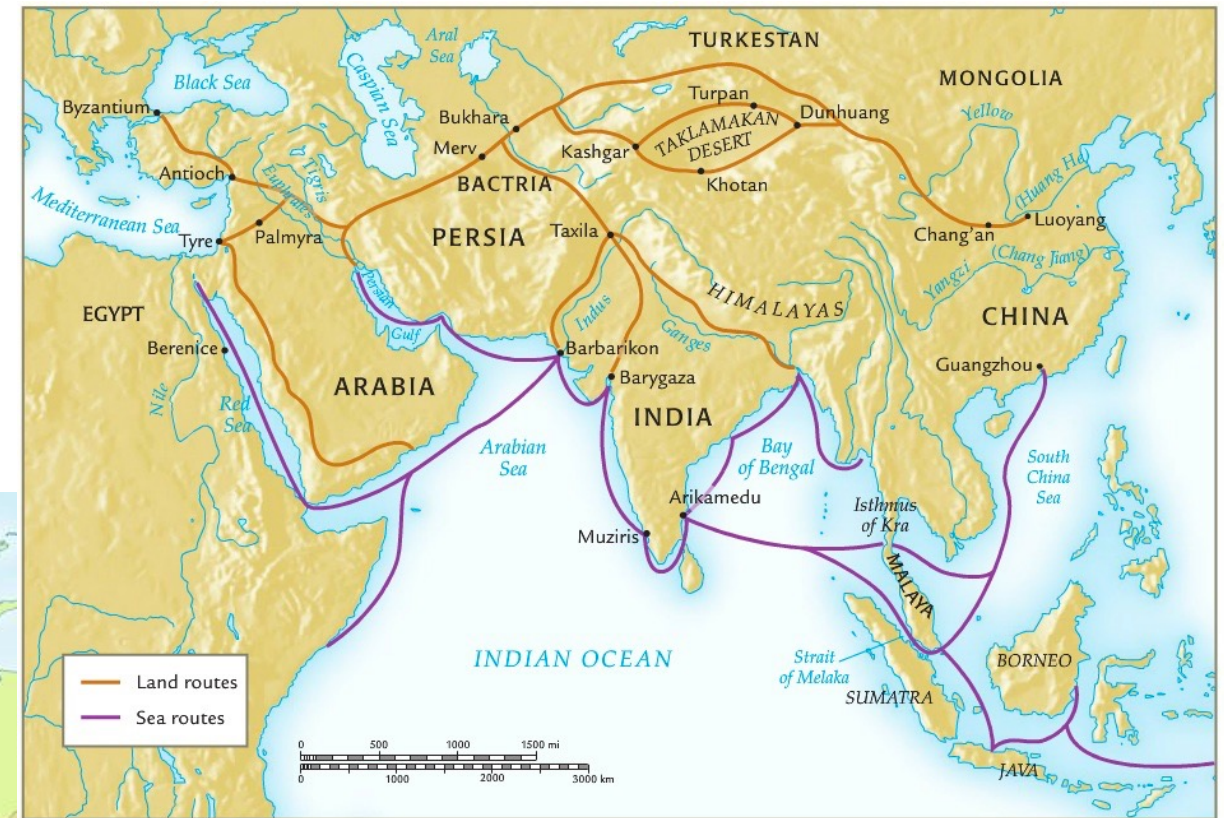 TURKESTAN
MONGOLIA
Aral
Sea
Black Sea
Caspian Sea
Byzantium
Bukhara
Turpan
Dunhuang
Yellow
(Huang He)
Merv
Kashgar
TAKLAMAKAN
DESERT
Antioch
Tigris
Euphrates
BACTRIA
Khotan
Mediterranean Sea
Tyre
Palmyra
PERSIA
Taxila
Chang'an
Luoyang
HIMALAYAS
Yangzi
(Chang Jiang)
Persian
Gulf
EGYPT
Indus
Ganges
CHINA
Berenice
Barbarikon
Guangzhou
Nile
Red
Sea
ARABIA
Barygaza
INDIA
Arabian
Sea
Bay
of Bengal
South
China
Sea
Arikamedu
Isthmus
of Kra
Muziris
MALAYA
INDIAN OCEAN
Strait
of Melaka
BORNEO
SUMATRA
JAVA
Land routes
Sea routes
0 500 1000 1500 mi
0 1000 2000 3000 km